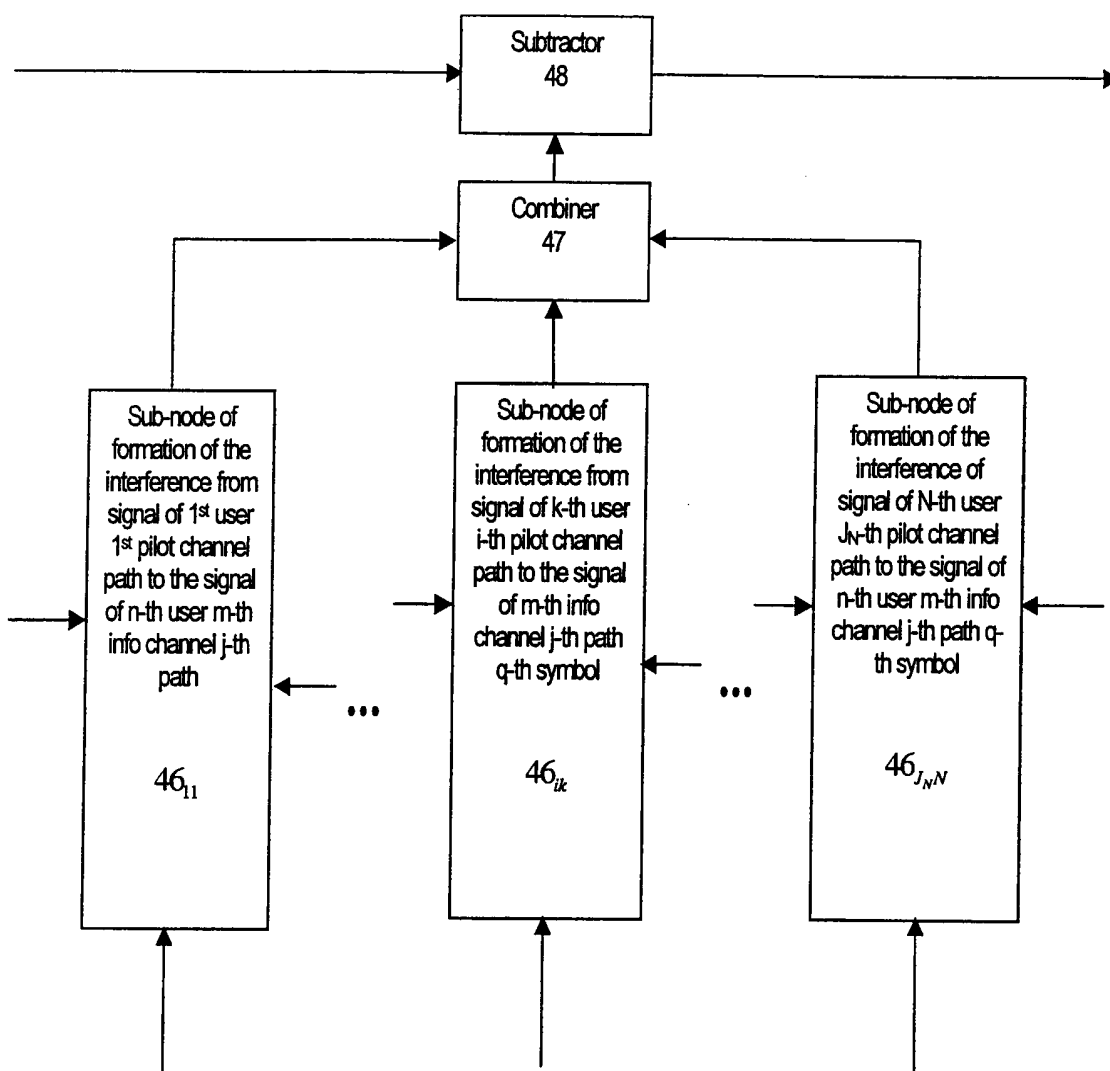 Subtractor
48
Combiner
47
Sub-node of
formation of the
interference from
signal of 1st user
1st pilot channel
path to the signal
of n-th user m-th
info channel j-th
path
46₁₁
Sub-node of
formation of the
interference from
signal of k-th user
i-th pilot channel
path to the signal
of m-th info
channel j-th path
q-th symbol
46ᵢₖ
Sub-node of
formation of the
interference of
signal of N-th user
J_N-th pilot channel
path to the signal of
n-th user m-th info
channel j-th path q-
th symbol
46_{J_N N}
...
...